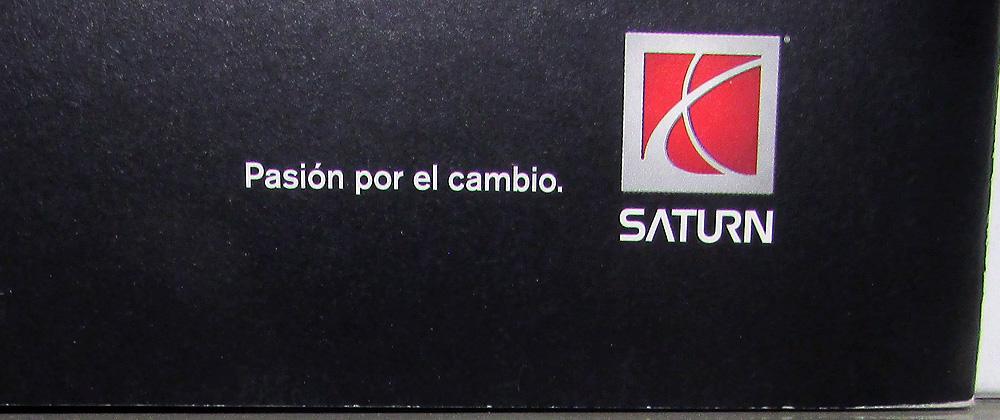 Pasión por el cambio.
SATURN